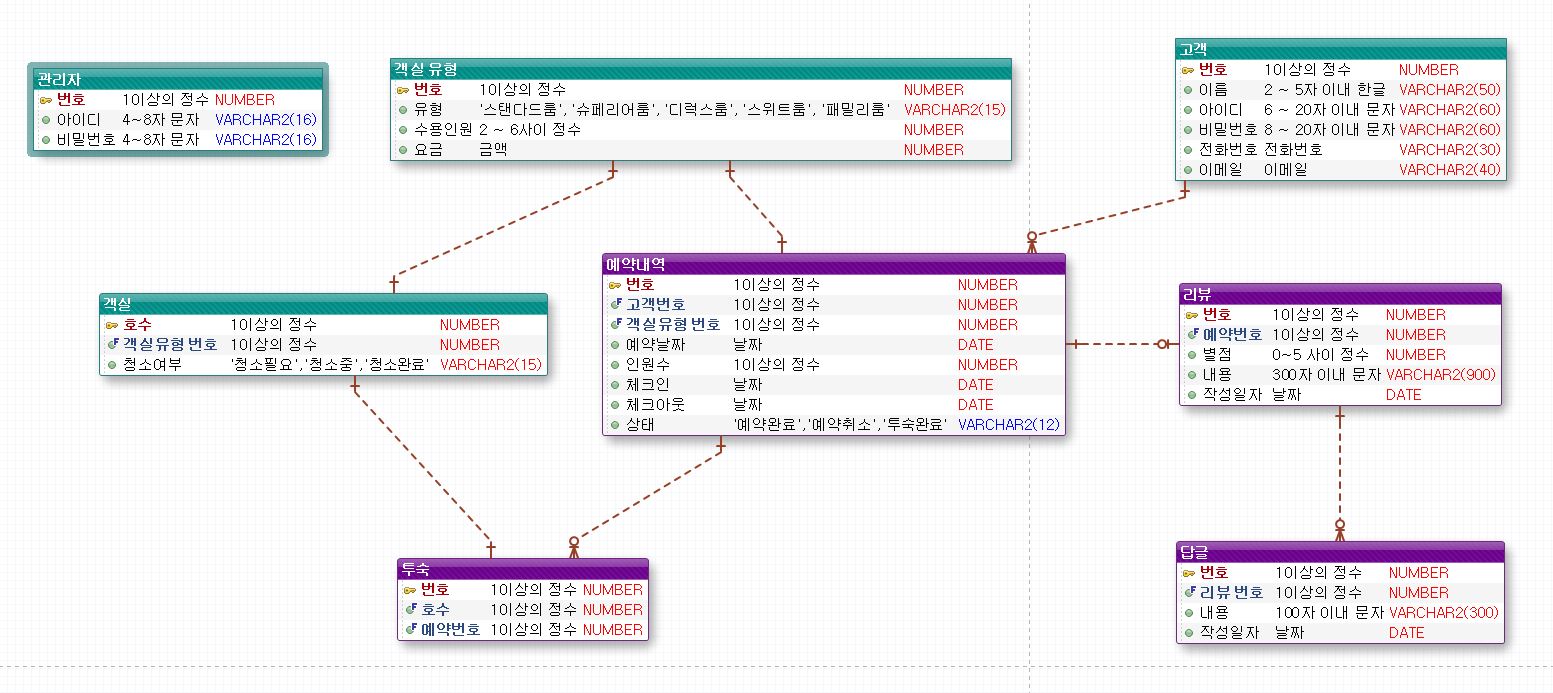 관리자
번호 1이상의 정수 NUMBER
아이디 4~8자 문자 VARCHAR2(16)
비밀번호 4~8자 문자 VARCHAR2(16)
객실 유형
번호 1이상의 정수 NUMBER
유형 '스탠다드룸', '슈페리어룸', '디럭스룸', '스위트룸', '패밀리룸' VARCHAR2(15)
수용인원 2 ~ 6사이 정수 NUMBER
요금 금액 NUMBER
고객
번호 1이상의 정수 NUMBER
이름 2 ~ 5자 이내 한글 VARCHAR2(50)
아이디 6 ~ 20자 이내 문자 VARCHAR2(60)
비밀번호 8 ~ 20자 이내 문자 VARCHAR2(60)
전화번호 전화번호 VARCHAR2(30)
이메일 이메일 VARCHAR2(40)
객실
호수 1이상의 정수 NUMBER
객실유형 번호 1이상의 정수 NUMBER
청소여부 '청소필요','청소중','청소완료' VARCHAR2(15)
예약내역
번호 1이상의 정수 NUMBER
고객번호 1이상의 정수 NUMBER
객실유형 번호 1이상의 정수 NUMBER
예약날짜 날짜 DATE
인원수 1이상의 정수 NUMBER
체크인 날짜 DATE
체크아웃 날짜 DATE
상태 '예약완료','예약취소','투숙완료' VARCHAR2(12)
리뷰
번호 1이상의 정수 NUMBER
예약번호 1이상의 정수 NUMBER
별점 0~5 사이 정수 NUMBER
내용 300자 이내 문자 VARCHAR2(900)
작성일자 날짜 DATE
투숙
번호 1이상의 정수 NUMBER
호수 1이상의 정수 NUMBER
예약번호 1이상의 정수 NUMBER
답글
번호 1이상의 정수 NUMBER
리뷰 번호 1이상의 정수 NUMBER
내용 100자 이내 문자 VARCHAR2(300)
작성일자 날짜 DATE